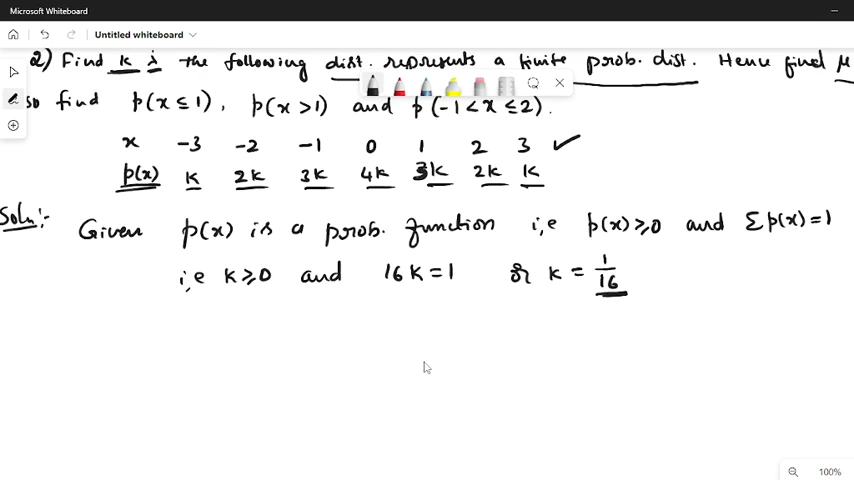 Microsoft Whiteboard
Untitled whiteboard
2) Find k & the following dist. represents a finite prob. dist. Hence find μ
so find p(x ≤ 1), p(x > 1) and p(-1 < x ≤ 2).
x -3 -2 -1 0 1 2 3
p(x) k 2k 3k 4k 3k 2k k
Soln:- Given p(x) is a prob. function i,e p(x) ≥ 0 and Σp(x) = 1
i,e k ≥ 0 and 16k = 1 or k = 1/16
100%